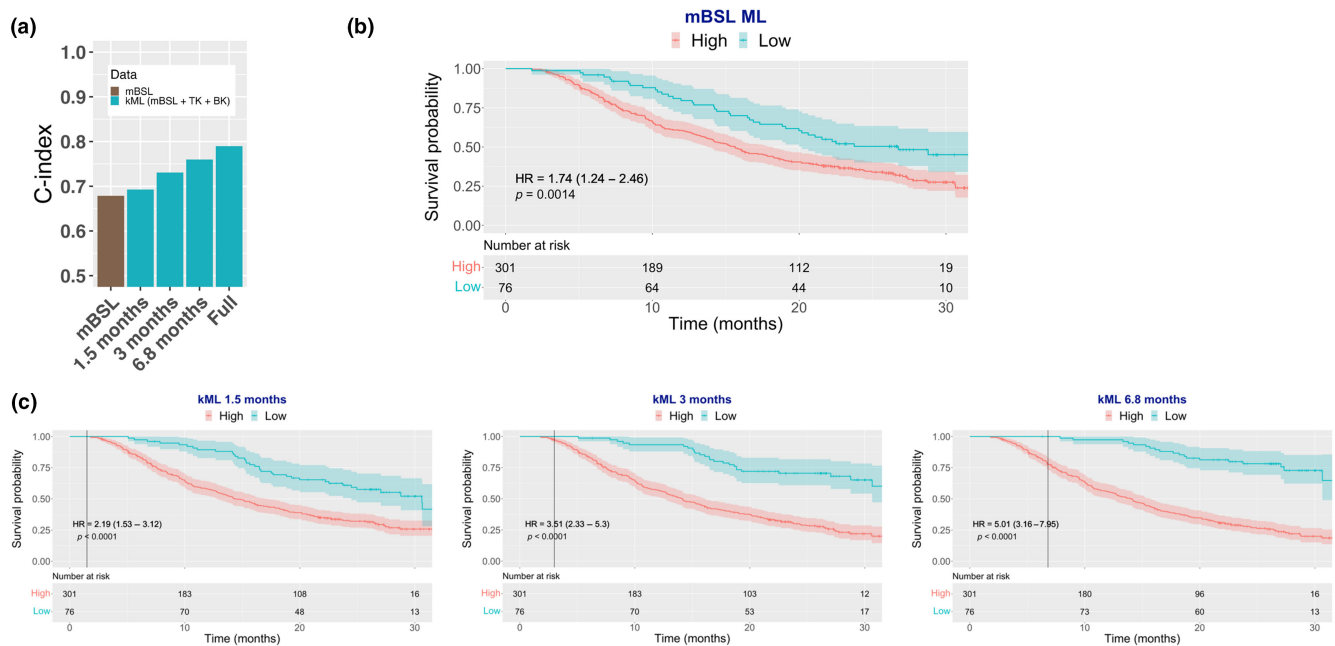 (a)
1.0
0.9
0.8
0.7
0.6
0.5
C-index
Data
mBSL
kML (mBSL + TK + BK)
mBSL
1.5 months
3 months
6.8 months
Full
(b)
mBSL ML
High Low
Survival probability
1.00
0.75
0.50
0.25
0.00
HR = 1.74 (1.24 – 2.46)
p = 0.0014
Number at risk
High 301 189 112 19
Low 76 64 44 10
0 10 20 30
Time (months)
(c)
kML 1.5 months
High Low
Survival probability
1.00
0.75
0.50
0.25
0.00
HR = 2.19 (1.53 – 3.12)
p < 0.0001
Number at risk
High 301 183 108 16
Low 76 70 48 13
0 10 20 30
Time (months)
kML 3 months
High Low
Survival probability
1.00
0.75
0.50
0.25
0.00
HR = 3.51 (2.33 – 5.3)
p < 0.0001
Number at risk
High 301 183 103 12
Low 76 70 53 17
0 10 20 30
Time (months)
kML 6.8 months
High Low
Survival probability
1.00
0.75
0.50
0.25
0.00
HR = 5.01 (3.16 – 7.95)
p < 0.0001
Number at risk
High 301 180 96 16
Low 76 73 60 13
0 10 20 30
Time (months)